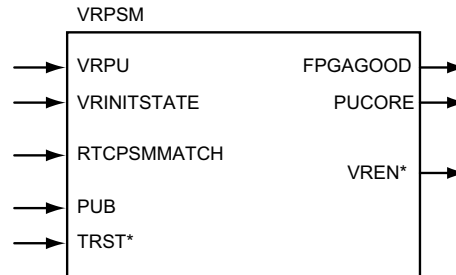 VRPSM
VRPU
FPGAGOOD
VRINITSTATE
PUCORE
RTCPSMMATCH
VREN*
PUB
TRST*